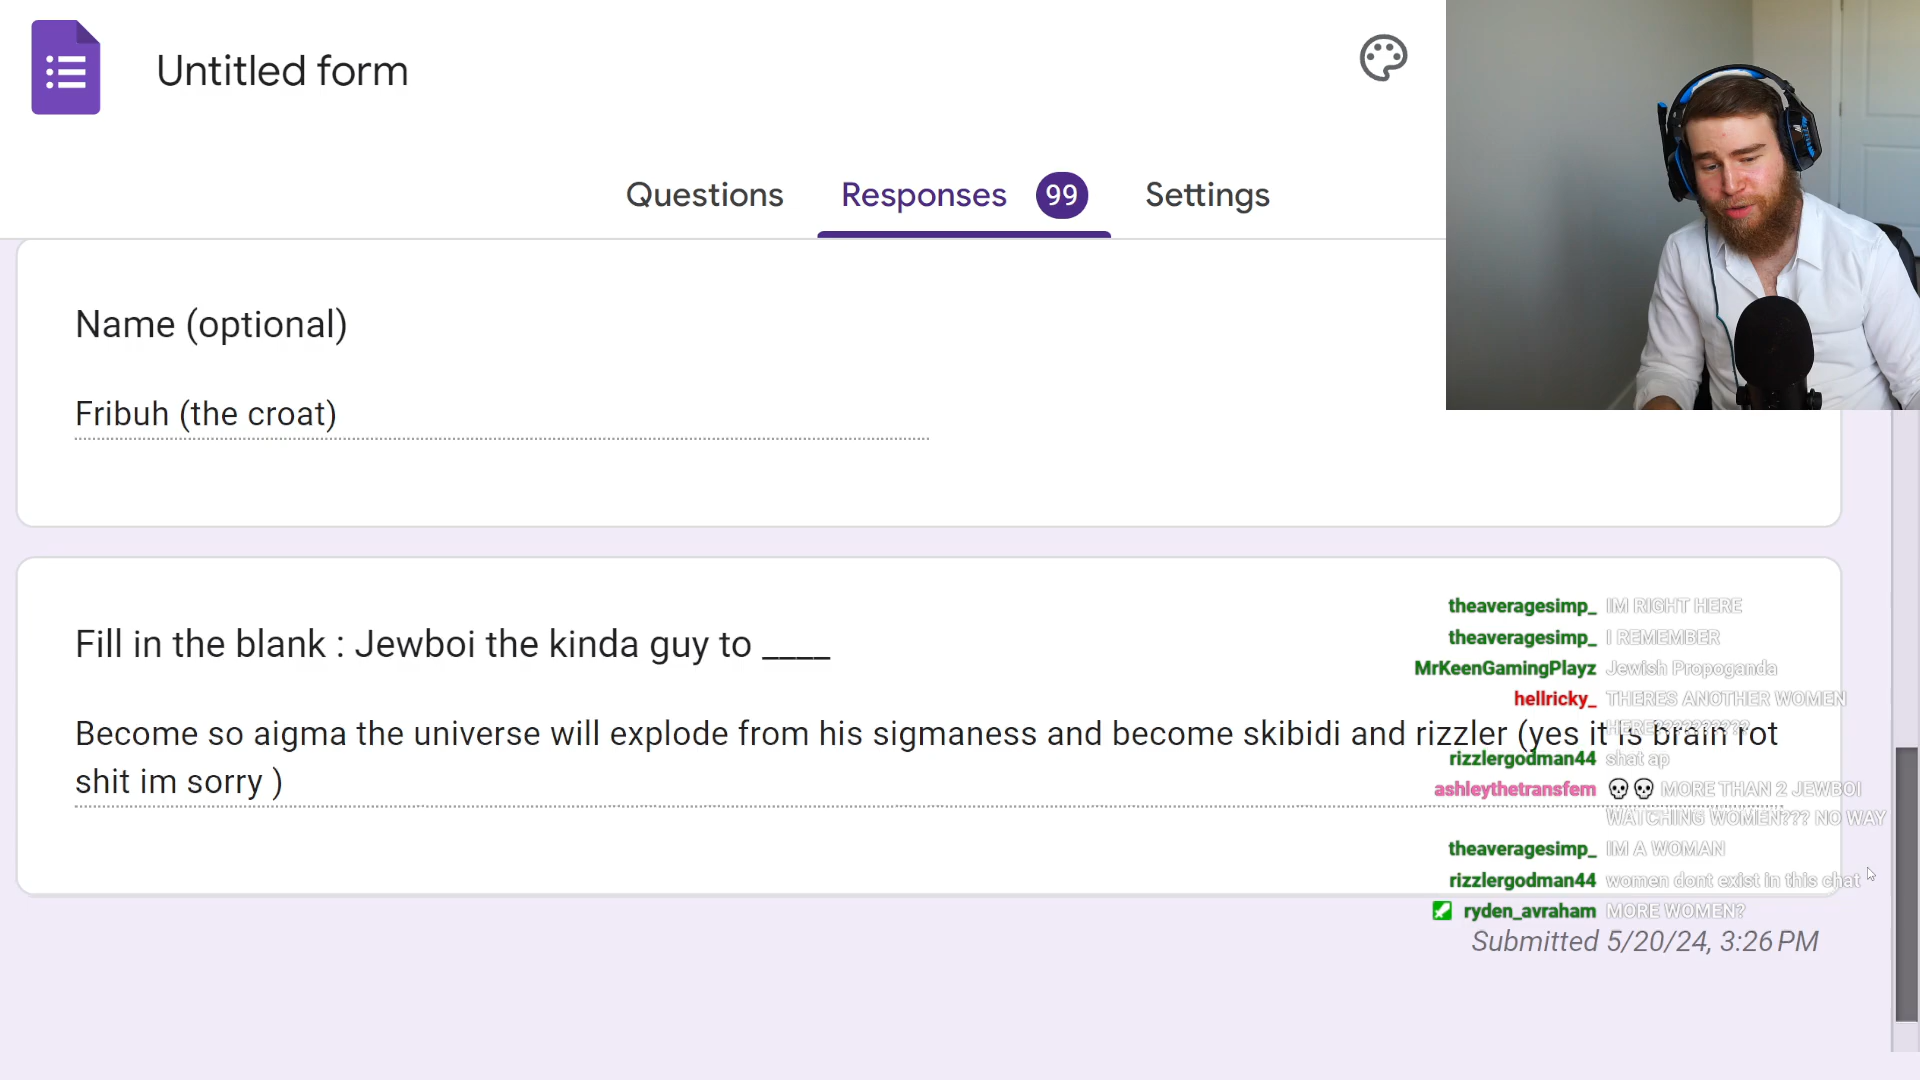 Untitled form
Questions
Responses 99
Settings
Name (optional)
Fribuh (the croat)
Fill in the blank : Jewboi the kinda guy to ____
Become so aigma the universe will explode from his sigmaness and become skibidi and rizzler (yes it is brain rot
shit im sorry )
theaveragesimp_ IM RIGHT HERE
theaveragesimp_ I REMEMBER
MrKeenGamingPlayz Jewish Propoganda
hellricky_ THERES ANOTHER WOMEN
HERE??????????
rizzlergodman44 shat ap
ashleythetransfem 💀💀 MORE THAN 2 JEWBOI
WATCHING WOMEN??? NO WAY
theaveragesimp_ IM A WOMAN
rizzlergodman44 women dont exist in this chat
ryden_avraham MORE WOMEN?
Submitted 5/20/24, 3:26 PM